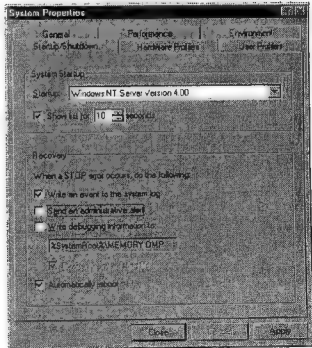 System Properties
General Performance Environment
Startup/Shutdown Hardware Profiles User Profiles
System Startup
Startup: Windows NT Server Version 4.00
Show list for 10 seconds
Recovery
When a STOP error occurs, do the following:
Write an event to the system log
Send an administrative alert
Write debugging information to:
%SystemRoot%\MEMORY.DMP
Automatically reboot
Close Apply